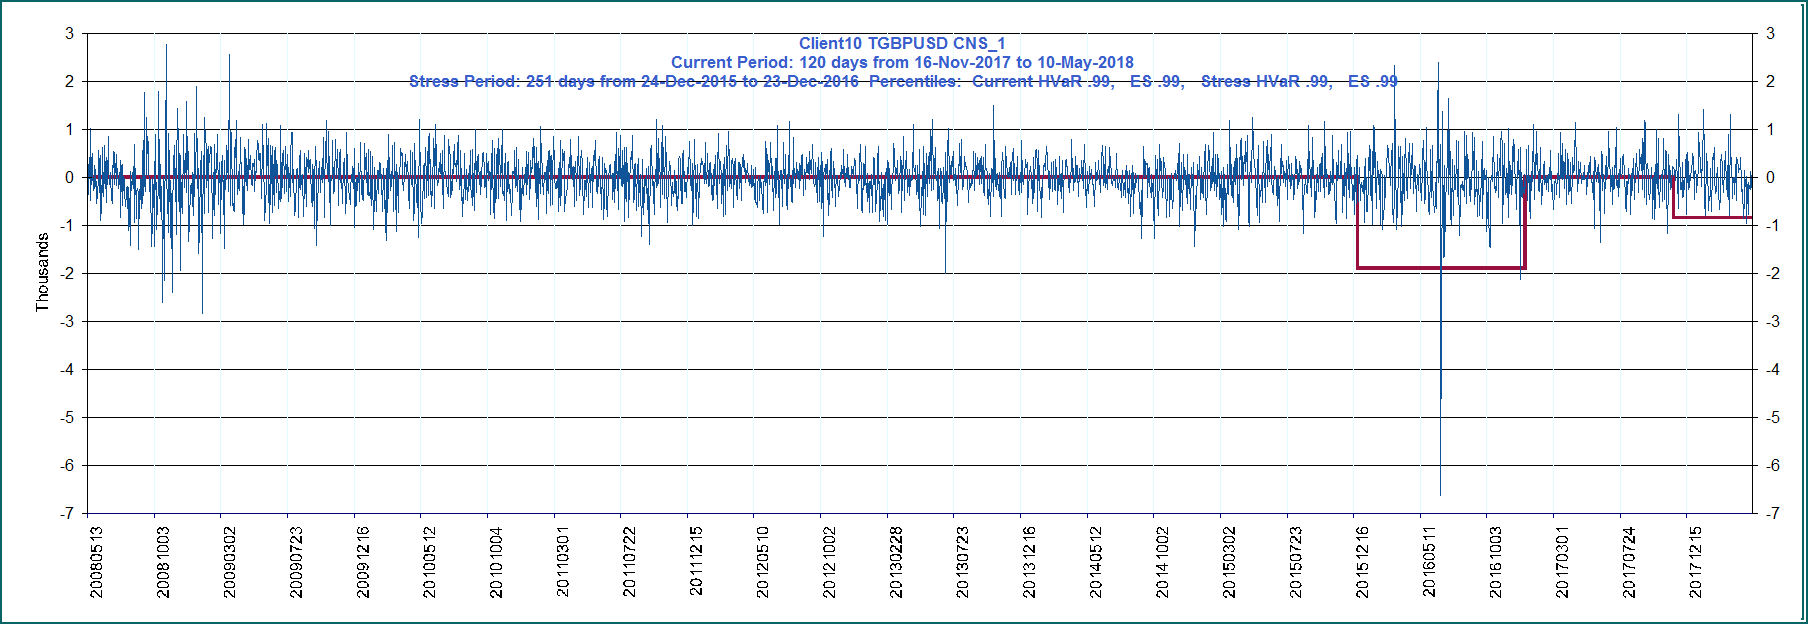 Client10 TGBPUSD CNS_1
Current Period: 120 days from 16-Nov-2017 to 10-May-2018
Stress Period: 251 days from 24-Dec-2015 to 23-Dec-2016 Percentiles: Current HVaR .99, ES .99, Stress HVaR .99, ES .99
3 3
2 2
1 1
0 0
-1 -1
-2 -2
-3 -3
-4 -4
-5 -5
-6 -6
-7 -7
Thousands
20080513 20081003 20090302 20090723 20091216 20100512 20101004 20110301 20110722 20111215 20120510 20121002 20130228 20130723 20131216 20140512 20141002 20150302 20150723 20151216 20160511 20161003 20170301 20170724 20171215